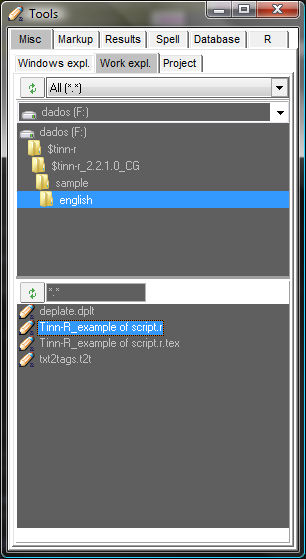 Tools
Misc Markup Results Spell Database R
Windows expl. Work expl. Project
All (*.*)
dados (F:)
dados (F:)
$tinn-r
$tinn-r_2.2.1.0_CG
sample
english
*.*
deplate.dplt
Tinn-R_example of script.r
Tinn-R_example of script.r.tex
txt2tags.t2t